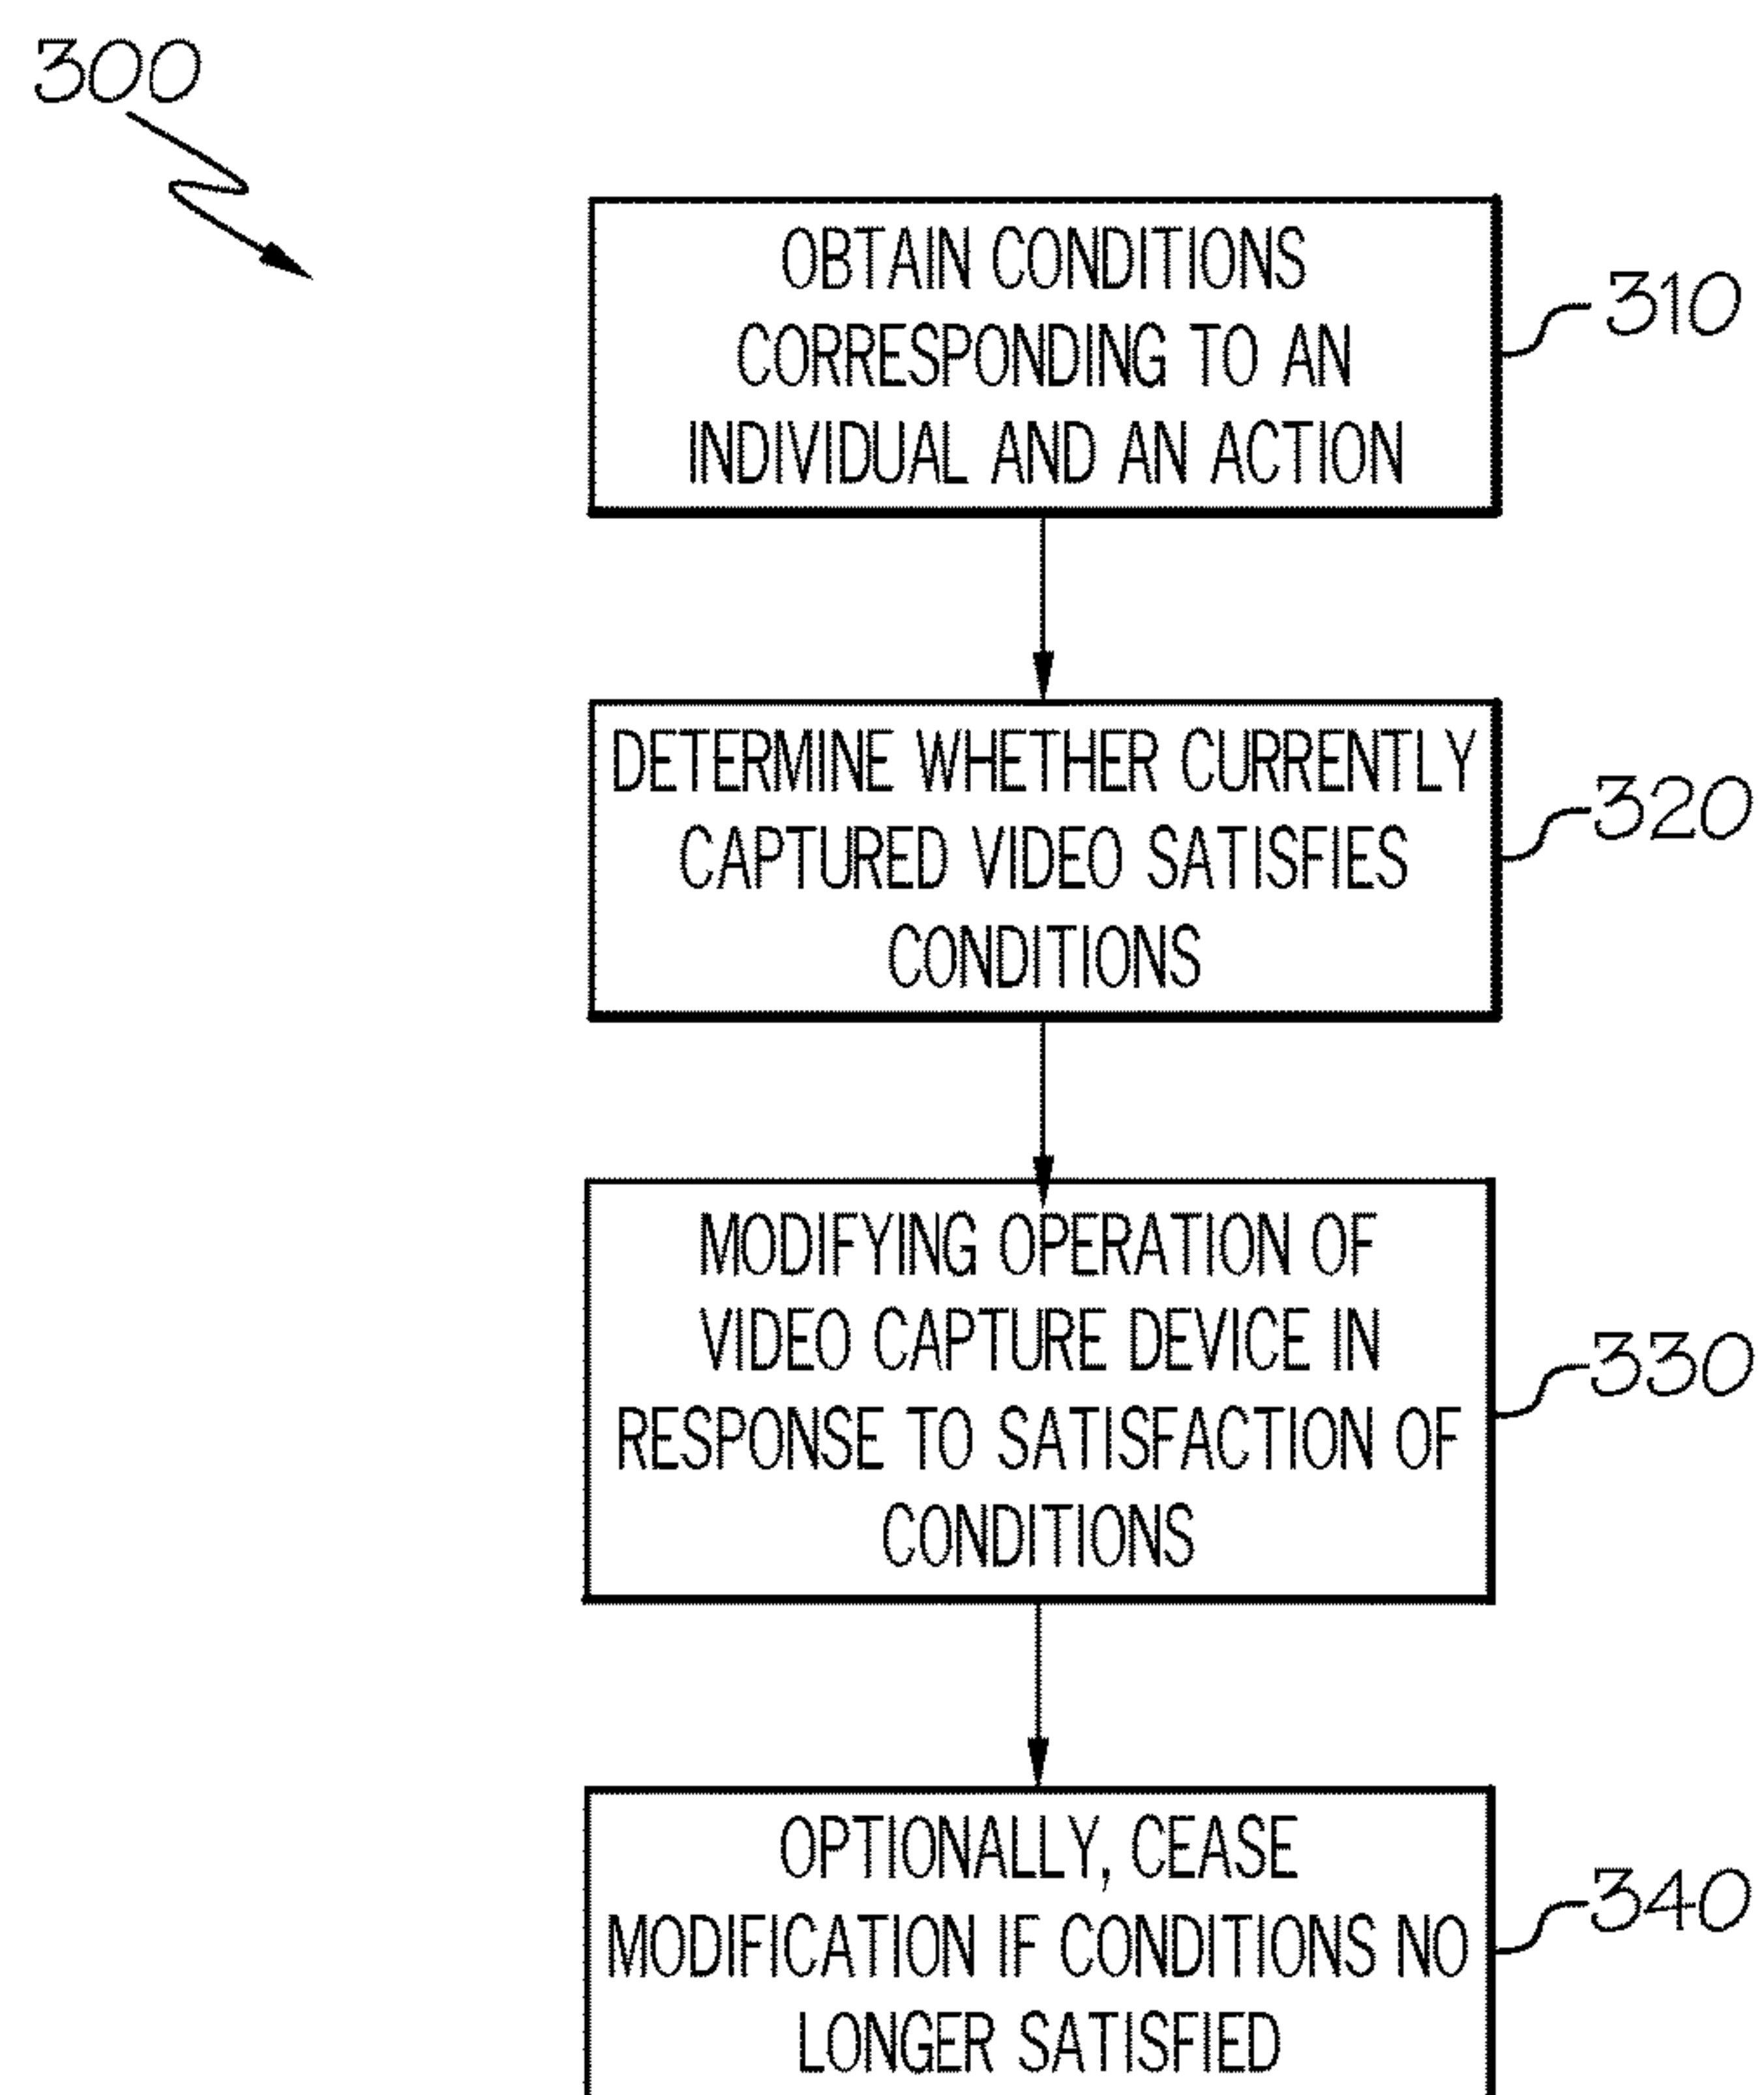 300
OBTAIN CONDITIONS
CORRESPONDING TO AN
INDIVIDUAL AND AN ACTION
310
DETERMINE WHETHER CURRENTLY
CAPTURED VIDEO SATISFIES
CONDITIONS
320
MODIFYING OPERATION OF
VIDEO CAPTURE DEVICE IN
RESPONSE TO SATISFACTION OF
CONDITIONS
330
OPTIONALLY, CEASE
MODIFICATION IF CONDITIONS NO
LONGER SATISFIED
340